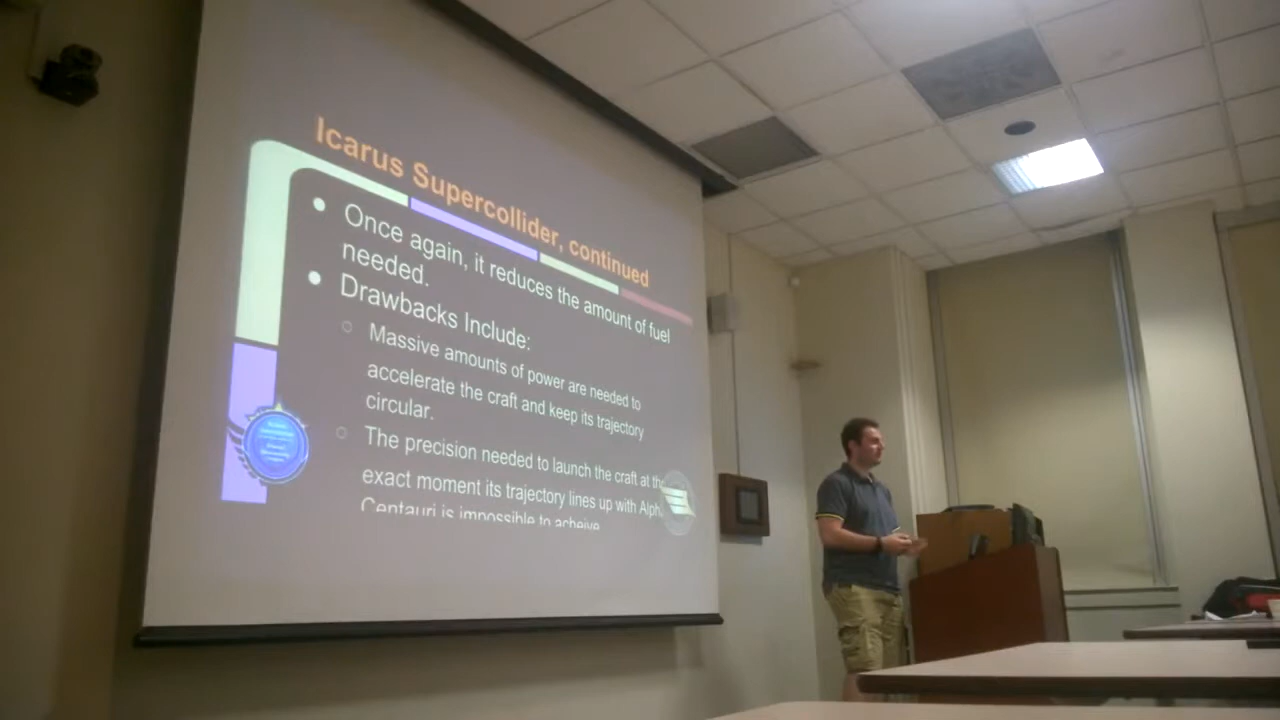 Icarus Supercollider, continued
Once again, it reduces the amount of fuel
needed.
Drawbacks Include:
Massive amounts of power are needed to
accelerate the craft and keep its trajectory
circular.
The precision needed to launch the craft at the
exact moment its trajectory lines up with Alph
Centauri is impossible to acheive